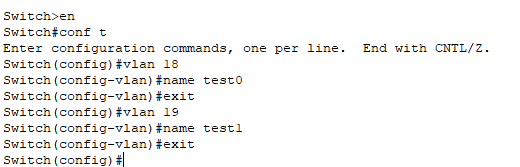 Switch>en
Switch#conf t
Enter configuration commands, one per line.  End with CNTL/Z.
Switch(config)#vlan 18
Switch(config-vlan)#name test0
Switch(config-vlan)#exit
Switch(config)#vlan 19
Switch(config-vlan)#name test1
Switch(config-vlan)#exit
Switch(config)#